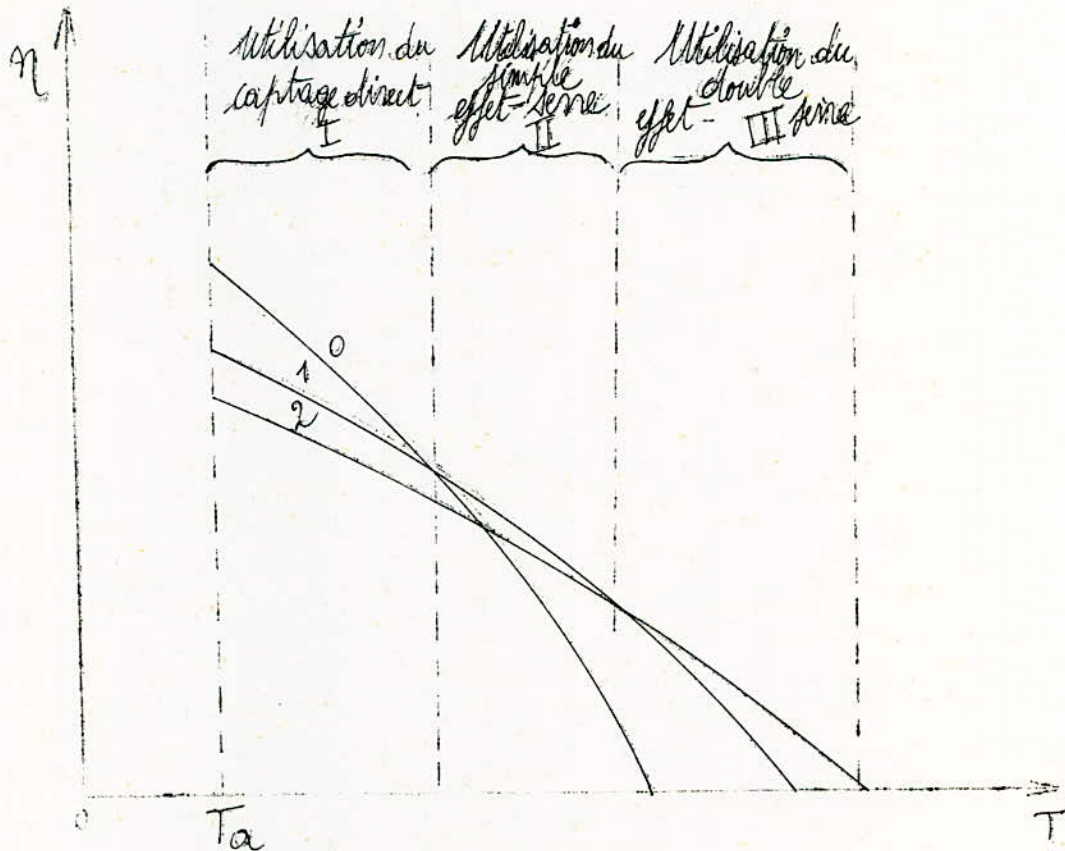 η
Utilisation du
captage direct
I
Utilisation du
simple
effet-serre
II
Utilisation du
double
effet- III serre
0
1
2
0
Ta
T